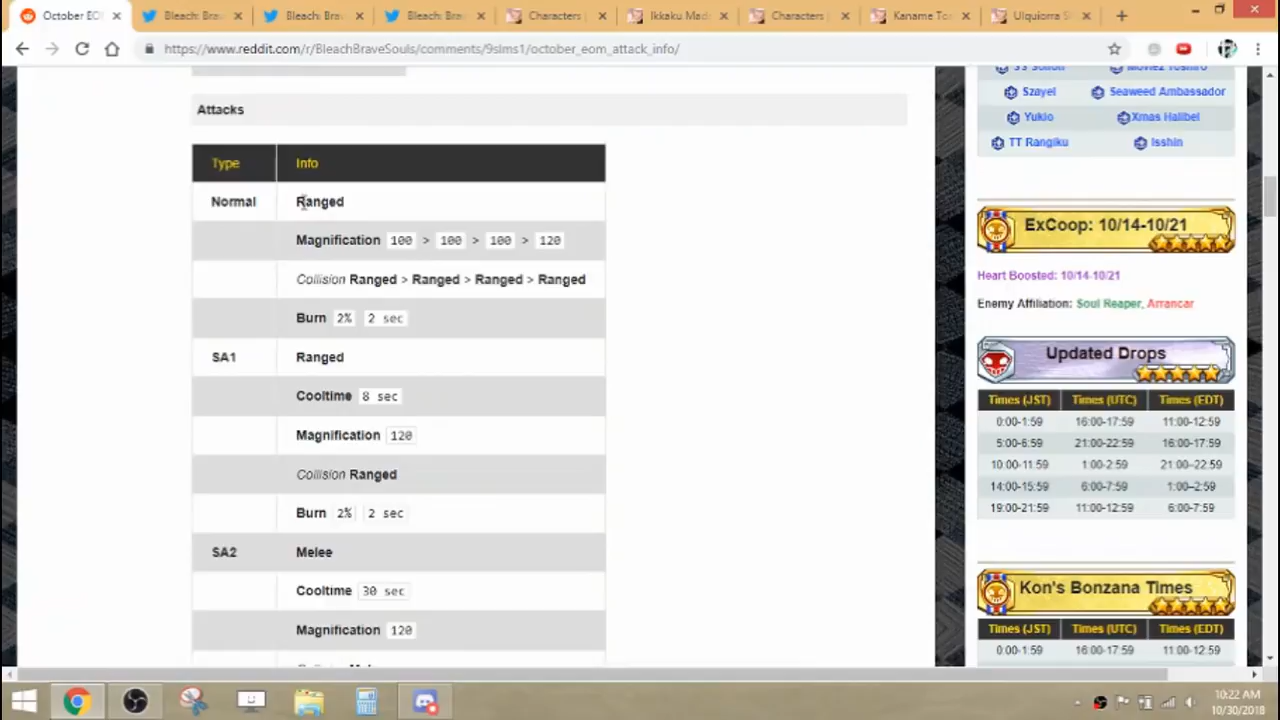 October EO
Bleach: Bra
Bleach: Bra
Bleach: Bra
Characters
Ikkaku Mad
Characters
Kaname To
Ulquiorra S
https://www.reddit.com/r/BleachBraveSouls/comments/9slms1/october_eom_attack_info/
SS Soifon
Movie2 Toshiro
Szayel Seaweed Ambassador
Yukio Xmas Halibel
TT Rangiku Isshin
Attacks
Type Info
Normal Ranged
Magnification 100 > 100 > 100 > 120
Collision Ranged > Ranged > Ranged > Ranged
Burn 2% 2 sec
SA1 Ranged
Cooltime 8 sec
Magnification 120
Collision Ranged
Burn 2% 2 sec
SA2 Melee
Cooltime 30 sec
Magnification 120
ExCoop: 10/14-10/21
Heart Boosted: 10/14-10/21
Enemy Affiliation: Soul Reaper, Arrancar
Updated Drops
Times (JST) Times (UTC) Times (EDT)
0:00-1:59 16:00-17:59 11:00-12:59
5:00-6:59 21:00-22:59 16:00-17:59
10:00-11:59 1:00-2:59 21:00–22:59
14:00-15:59 6:00-7:59 1:00–2:59
19:00-21:59 11:00-12:59 6:00-7:59
Kon's Bonzana Times
Times (JST) Times (UTC) Times (EDT)
0:00-1:59 16:00-17:59 11:00-12:59
10:22 AM
10/30/2018